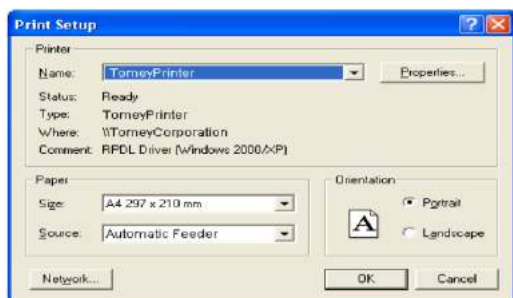 Print Setup
Printer
Name: TorneyPrinter Properties...
Status: Ready
Type: TorneyPrinter
Where: \\TorneyCorporation
Comment: RPDL Driver (Windows 2000/XP)
Paper
Size: A4 297 x 210 mm
Source: Automatic Feeder
Orientation
A
Portrait
Landscape
Network... OK Cancel